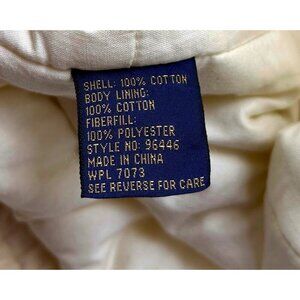 SHELL: 100% COTTON
BODY LINING:
100% COTTON
FIBERFILL:
100% POLYESTER
STYLE NO: 96446
MADE IN CHINA
WPL 7073
SEE REVERSE FOR CARE